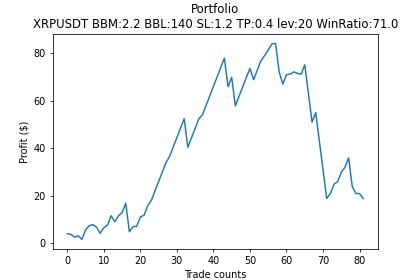 Portfolio
XRPUSDT BBM:2.2 BBL:140 SL:1.2 TP:0.4 lev:20 WinRatio:71.0
80
60
40
20
0
Profit ($)
0 10 20 30 40 50 60 70 80
Trade counts